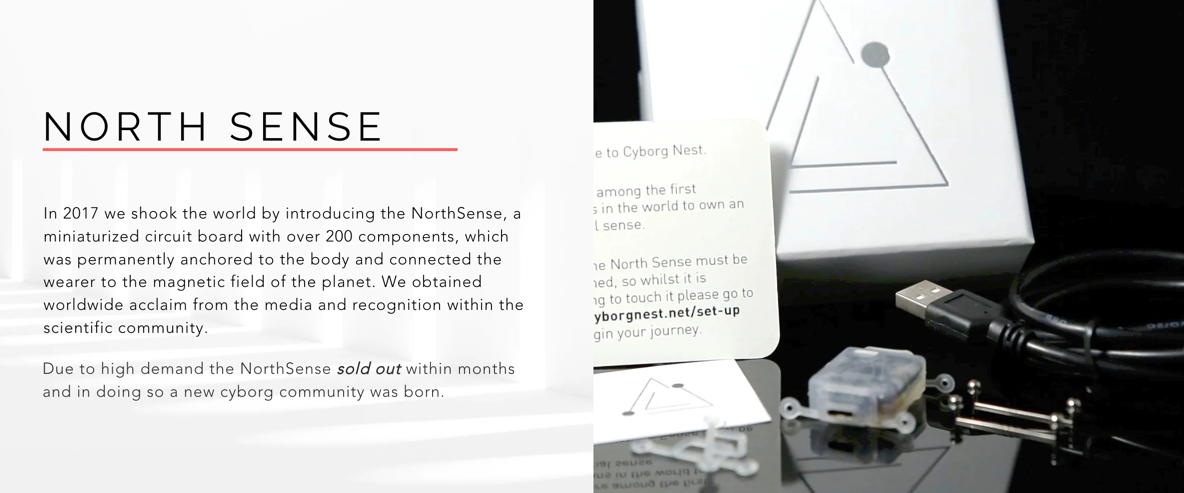 NORTH SENSE
In 2017 we shook the world by introducing the NorthSense, a
miniaturized circuit board with over 200 components, which
was permanently anchored to the body and connected the
wearer to the magnetic field of the planet. We obtained
worldwide acclaim from the media and recognition within the
scientific community.
Due to high demand the NorthSense sold out within months
and in doing so a new cyborg community was born.
e to Cyborg Nest.
among the first
s in the world to own an
l sense.
he North Sense must be
ned, so whilst it is
ng to touch it please go to
yborgnest.net/set-up
gin your journey.